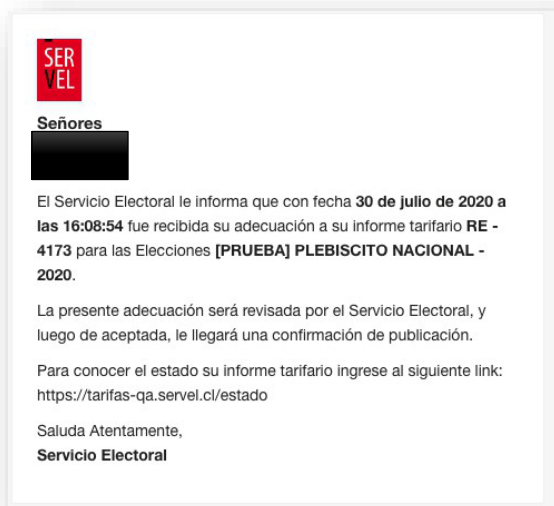 SER
VEL
Señores
El Servicio Electoral le informa que con fecha 30 de julio de 2020 a
las 16:08:54 fue recibida su adecuación a su informe tarifario RE -
4173 para las Elecciones [PRUEBA] PLEBISCITO NACIONAL -
2020.
La presente adecuación será revisada por el Servicio Electoral, y
luego de aceptada, le llegará una confirmación de publicación.
Para conocer el estado su informe tarifario ingrese al siguiente link:
https://tarifas-qa.servel.cl/estado
Saluda Atentamente,
Servicio Electoral